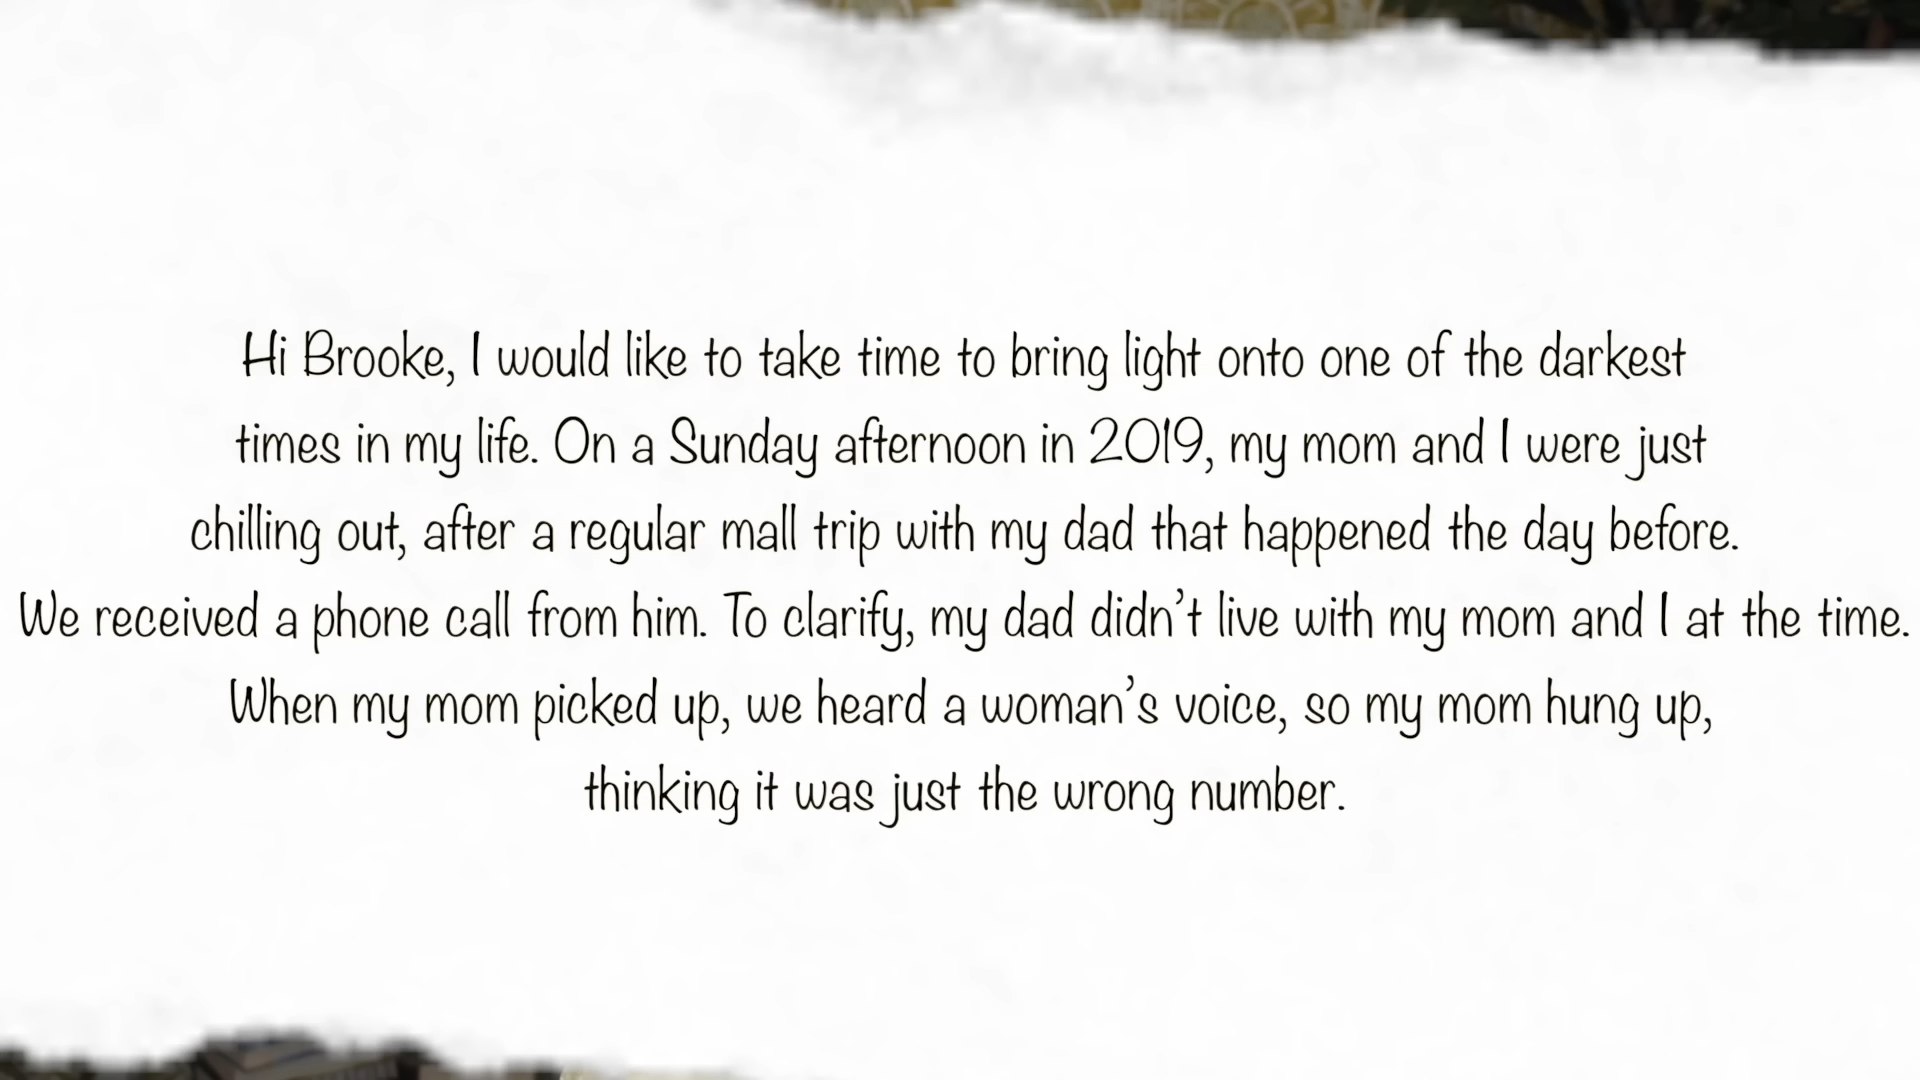 Hi Brooke, I would like to take time to bring light onto one of the darkest
times in my life. On a Sunday afternoon in 2019, my mom and I were just
chilling out, after a regular mall trip with my dad that happened the day before.
We received a phone call from him. To clarify, my dad didn’t live with my mom and I at the time.
When my mom picked up, we heard a woman’s voice, so my mom hung up,
thinking it was just the wrong number.